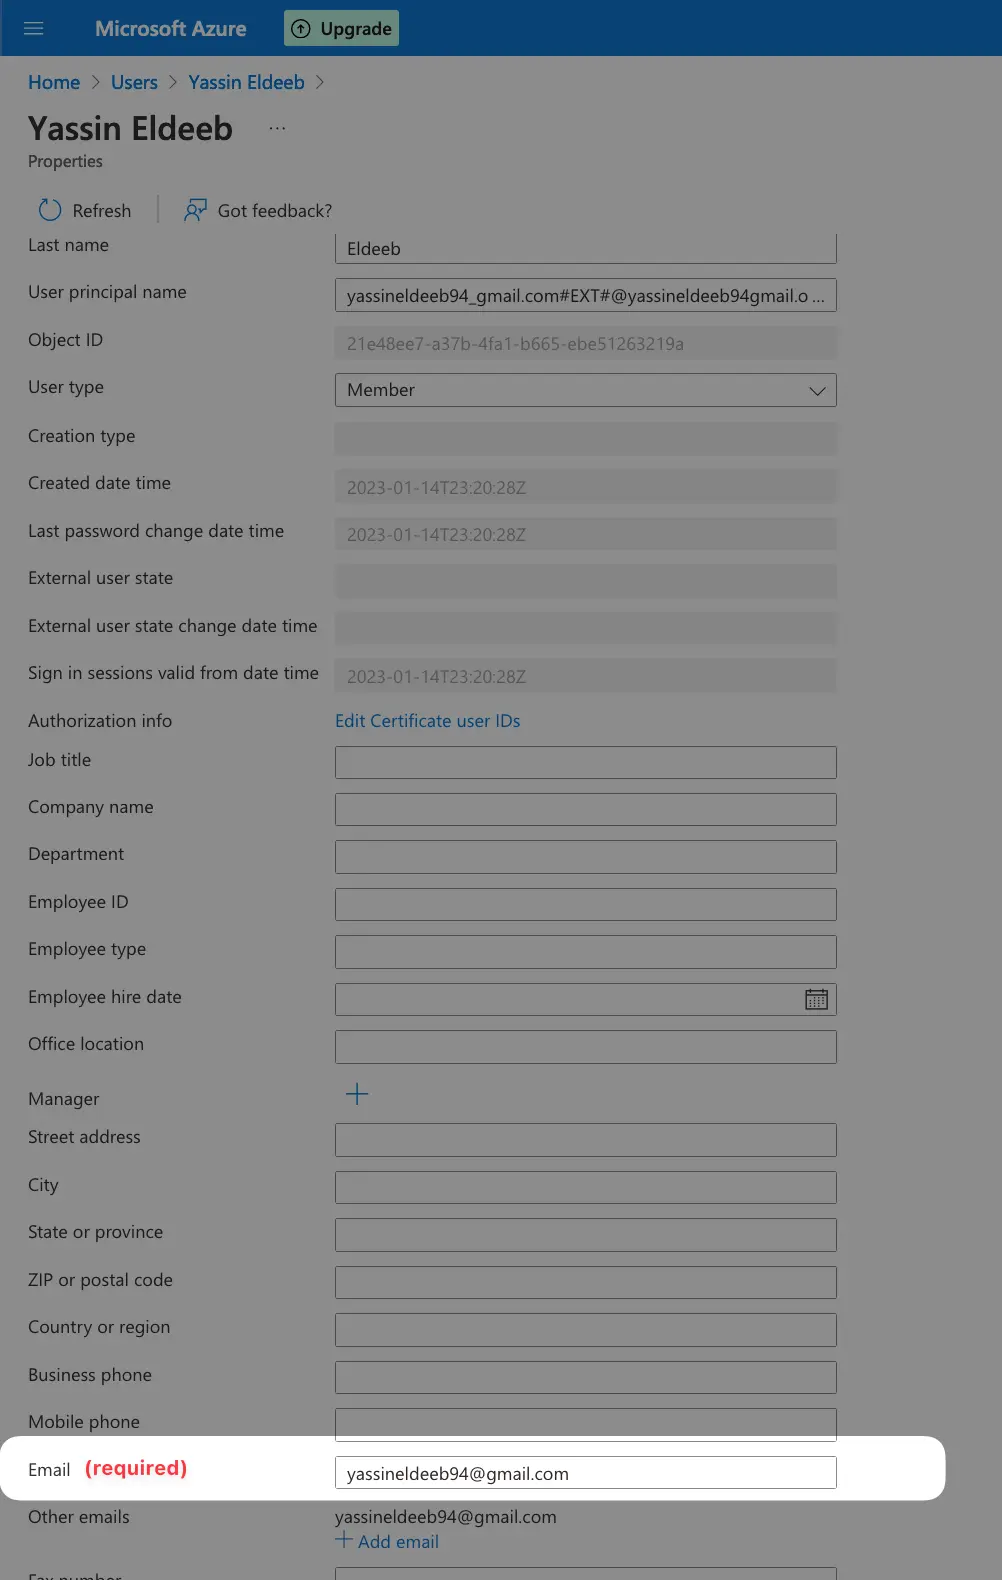 Microsoft Azure
Upgrade
Home > Users > Yassin Eldeeb >
Yassin Eldeeb ...
Properties
Refresh
Got feedback?
Last name
Eldeeb
User principal name
yassineldeeb94_gmail.com#EXT#@yassineldeeb94gmail.o ...
Object ID
21e48ee7-a37b-4fa1-b665-ebe51263219a
User type
Member
Creation type
Created date time
2023-01-14T23:20:28Z
Last password change date time
2023-01-14T23:20:28Z
External user state
External user state change date time
Sign in sessions valid from date time
2023-01-14T23:20:28Z
Authorization info
Edit Certificate user IDs
Job title
Company name
Department
Employee ID
Employee type
Employee hire date
Office location
Manager
Street address
City
State or province
ZIP or postal code
Country or region
Business phone
Mobile phone
Email (required)
yassineldeeb94@gmail.com
Other emails
yassineldeeb94@gmail.com
Add email
Fax number